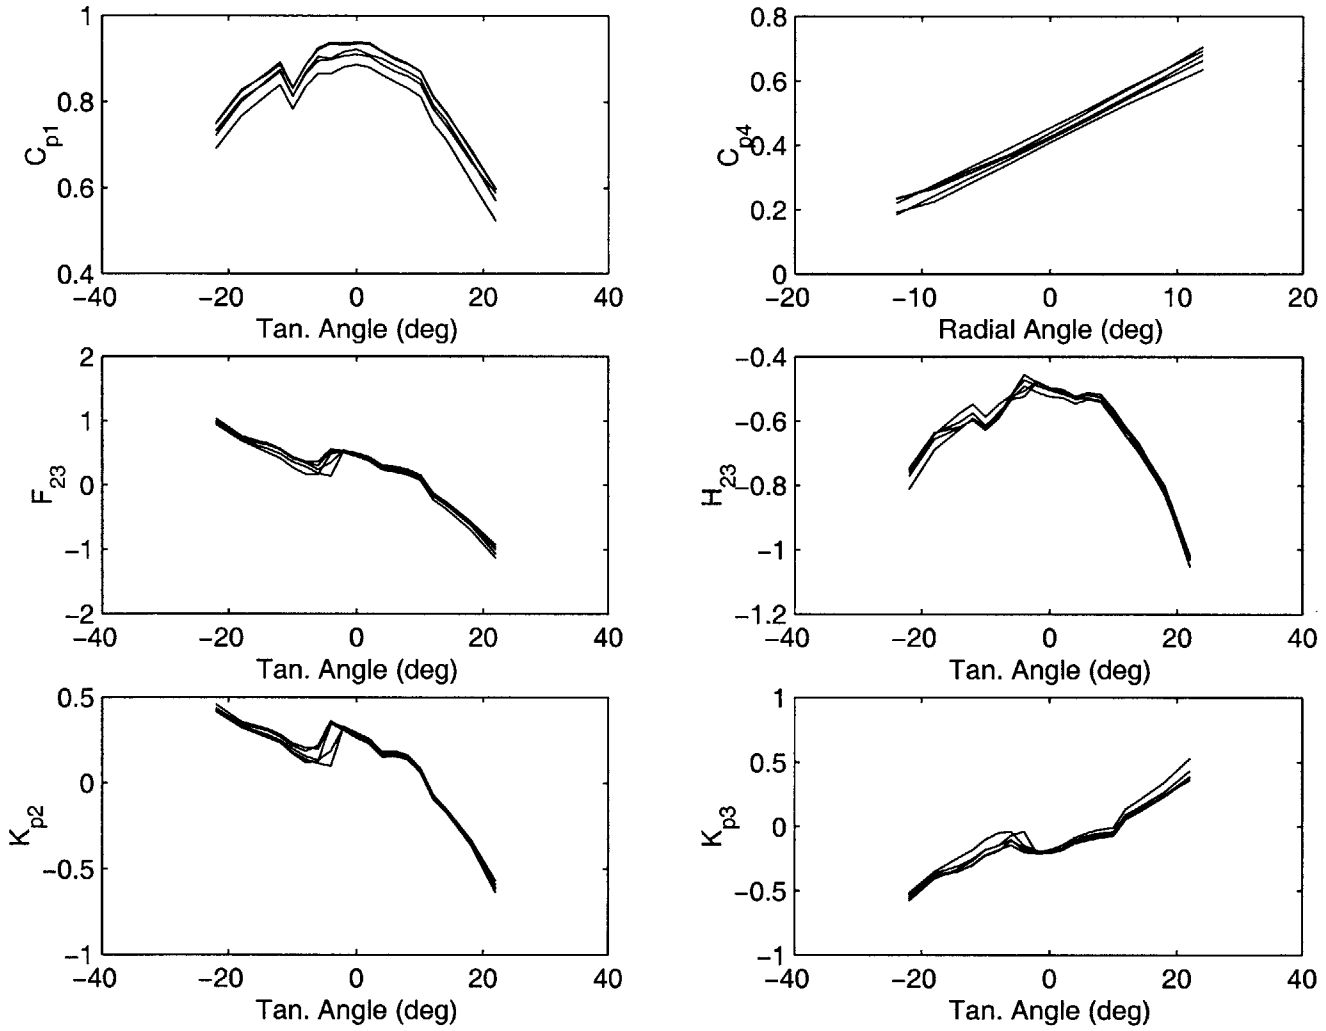 1
0.8
0.6
0.4
C_p1
−40 −20 0 20 40
Tan. Angle (deg)
0.8
0.6
0.4
0.2
0
C_p4
−20 −10 0 10 20
Radial Angle (deg)
2
1
0
−1
−2
F_23
−40 −20 0 20 40
Tan. Angle (deg)
−0.4
−0.6
−0.8
−1
−1.2
H_23
−40 −20 0 20 40
Tan. Angle (deg)
0.5
0
−0.5
−1
K_p2
−40 −20 0 20 40
Tan. Angle (deg)
1
0.5
0
−0.5
−1
K_p3
−40 −20 0 20 40
Tan. Angle (deg)